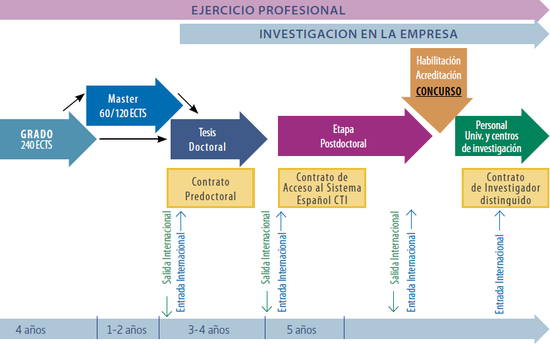 EJERCICIO PROFESIONAL
INVESTIGACION EN LA EMPRESA
Habilitación
Acreditación
CONCURSO
Master
60/120 ECTS
GRADO
240 ECTS
Tesis
Doctoral
Etapa
Postdoctoral
Personal
Univ. y centros
de investigación
Contrato
Predoctoral
Contrato de
Acceso al Sistema
Español CTI
Contrato
de Investigador
distinguido
Salida Internacional
Entrada Internacional
Salida Internacional
Entrada Internacional
Salida Internacional
Entrada Internacional
Entrada Internacional
4 años
1-2 años
3-4 años
5 años